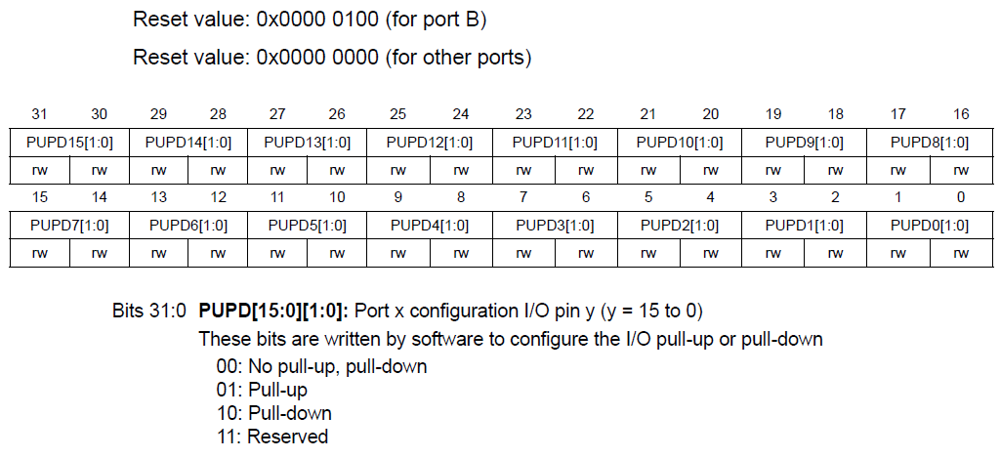 Reset value: 0x0000 0100 (for port B)
Reset value: 0x0000 0000 (for other ports)
31 30 29 28 27 26 25 24 23 22 21 20 19 18 17 16
PUPD15[1:0] PUPD14[1:0] PUPD13[1:0] PUPD12[1:0] PUPD11[1:0] PUPD10[1:0] PUPD9[1:0] PUPD8[1:0]
rw rw rw rw rw rw rw rw rw rw rw rw rw rw rw rw
15 14 13 12 11 10 9 8 7 6 5 4 3 2 1 0
PUPD7[1:0] PUPD6[1:0] PUPD5[1:0] PUPD4[1:0] PUPD3[1:0] PUPD2[1:0] PUPD1[1:0] PUPD0[1:0]
rw rw rw rw rw rw rw rw rw rw rw rw rw rw rw rw
Bits 31:0 PUPD[15:0][1:0]: Port x configuration I/O pin y (y = 15 to 0)
These bits are written by software to configure the I/O pull-up or pull-down
00: No pull-up, pull-down
01: Pull-up
10: Pull-down
11: Reserved